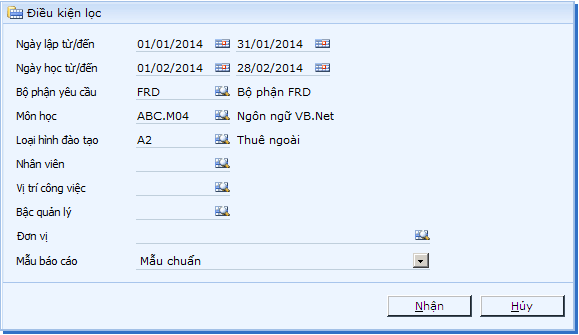 Điều kiện lọc
Ngày lập từ/đến 01/01/2014 31/01/2014
Ngày học từ/đến 01/02/2014 28/02/2014
Bộ phận yêu cầu FRD Bộ phận FRD
Môn học ABC.M04 Ngôn ngữ VB.Net
Loại hình đào tạo A2 Thuê ngoài
Nhân viên
Vị trí công việc
Bậc quản lý
Đơn vị
Mẫu báo cáo Mẫu chuẩn
Nhận Hủy